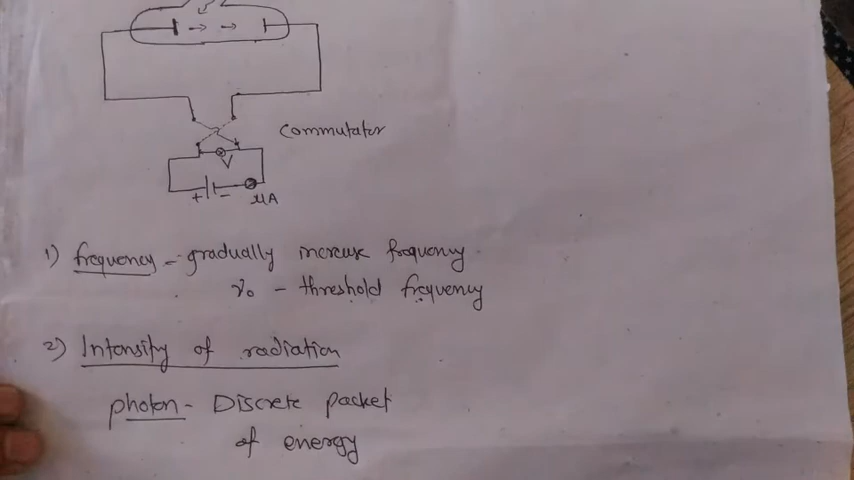 Commutator
V
+ -
μA
1) frequency - gradually increase frequency
ν₀ - threshold frequency
2) Intensity of radiation
photon - Discrete packet
of energy